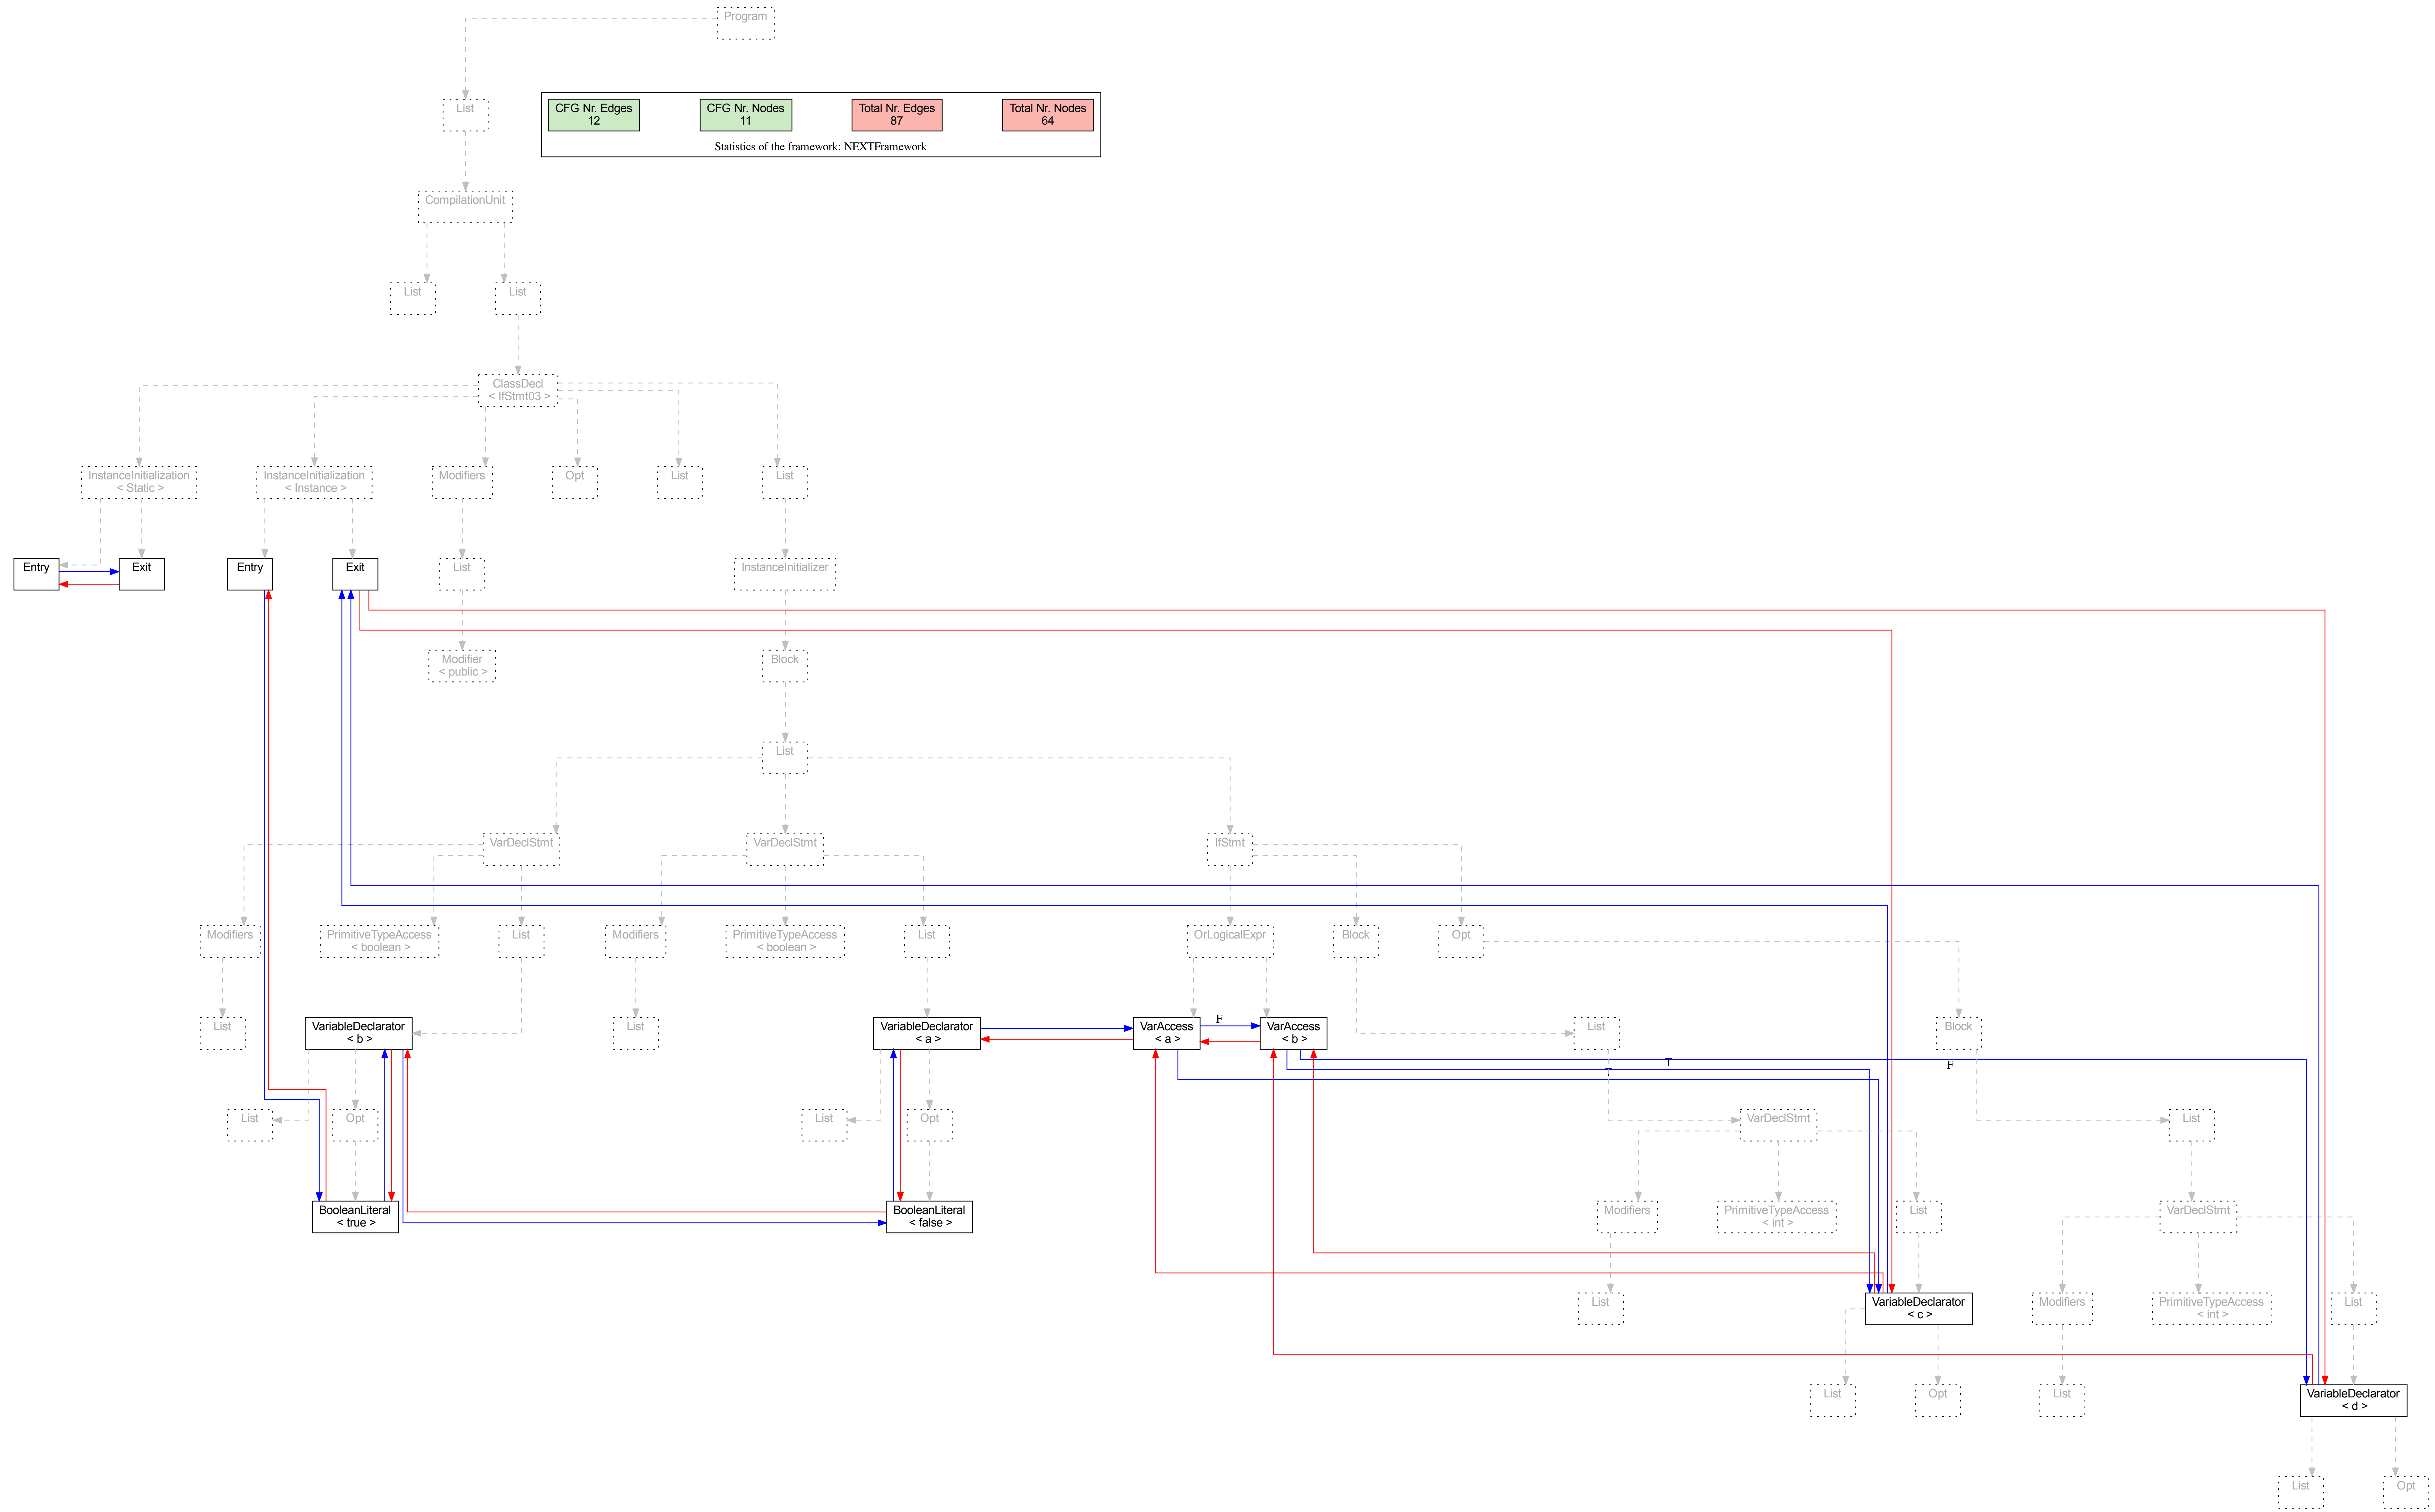 Program
List
CFG Nr. Edges
12
CFG Nr. Nodes
11
Total Nr. Edges
87
Total Nr. Nodes
64
Statistics of the framework: NEXTFramework
CompilationUnit
List
List
ClassDecl
< IfStmt03 >
InstanceInitialization
< Static >
InstanceInitialization
< Instance >
Modifiers
Opt
List
List
Entry
Exit
Entry
Exit
List
InstanceInitializer
Modifier
< public >
Block
List
VarDeclStmt
VarDeclStmt
IfStmt
Modifiers
PrimitiveTypeAccess
< boolean >
List
Modifiers
PrimitiveTypeAccess
< boolean >
List
OrLogicalExpr
Block
Opt
List
VariableDeclarator
< b >
List
VariableDeclarator
< a >
VarAccess
< a >
F
VarAccess
< b >
List
Block
T
T
F
List
Opt
List
Opt
VarDeclStmt
List
BooleanLiteral
< true >
BooleanLiteral
< false >
Modifiers
PrimitiveTypeAccess
< int >
List
VarDeclStmt
List
VariableDeclarator
< c >
Modifiers
PrimitiveTypeAccess
< int >
List
List
Opt
List
VariableDeclarator
< d >
List
Opt